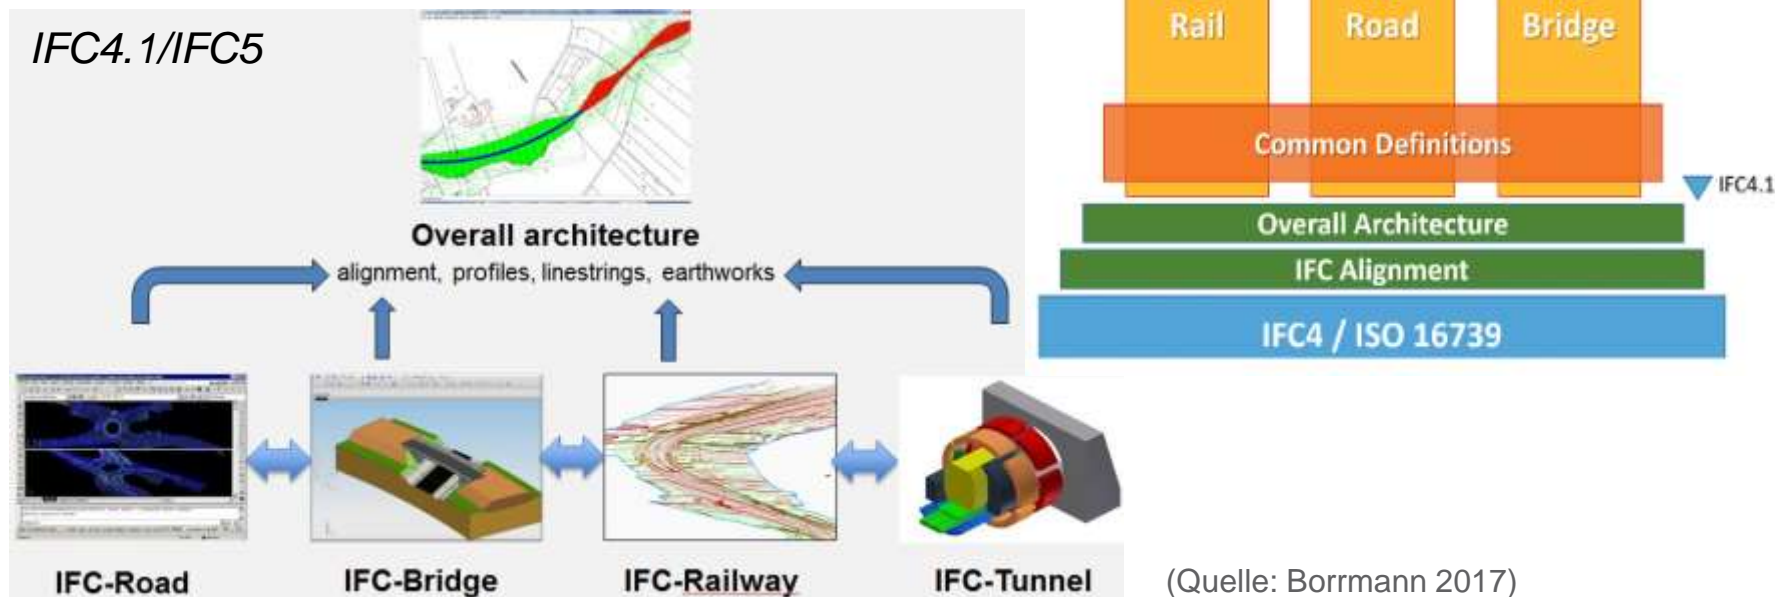 IFC4.1/IFC5
Overall architecture
alignment, profiles, linestrings, earthworks
IFC-Road
IFC-Bridge
IFC-Railway
IFC-Tunnel
Rail
Road
Bridge
Common Definitions
IFC4.1
Overall Architecture
IFC Alignment
IFC4 / ISO 16739
(Quelle: Borrmann 2017)